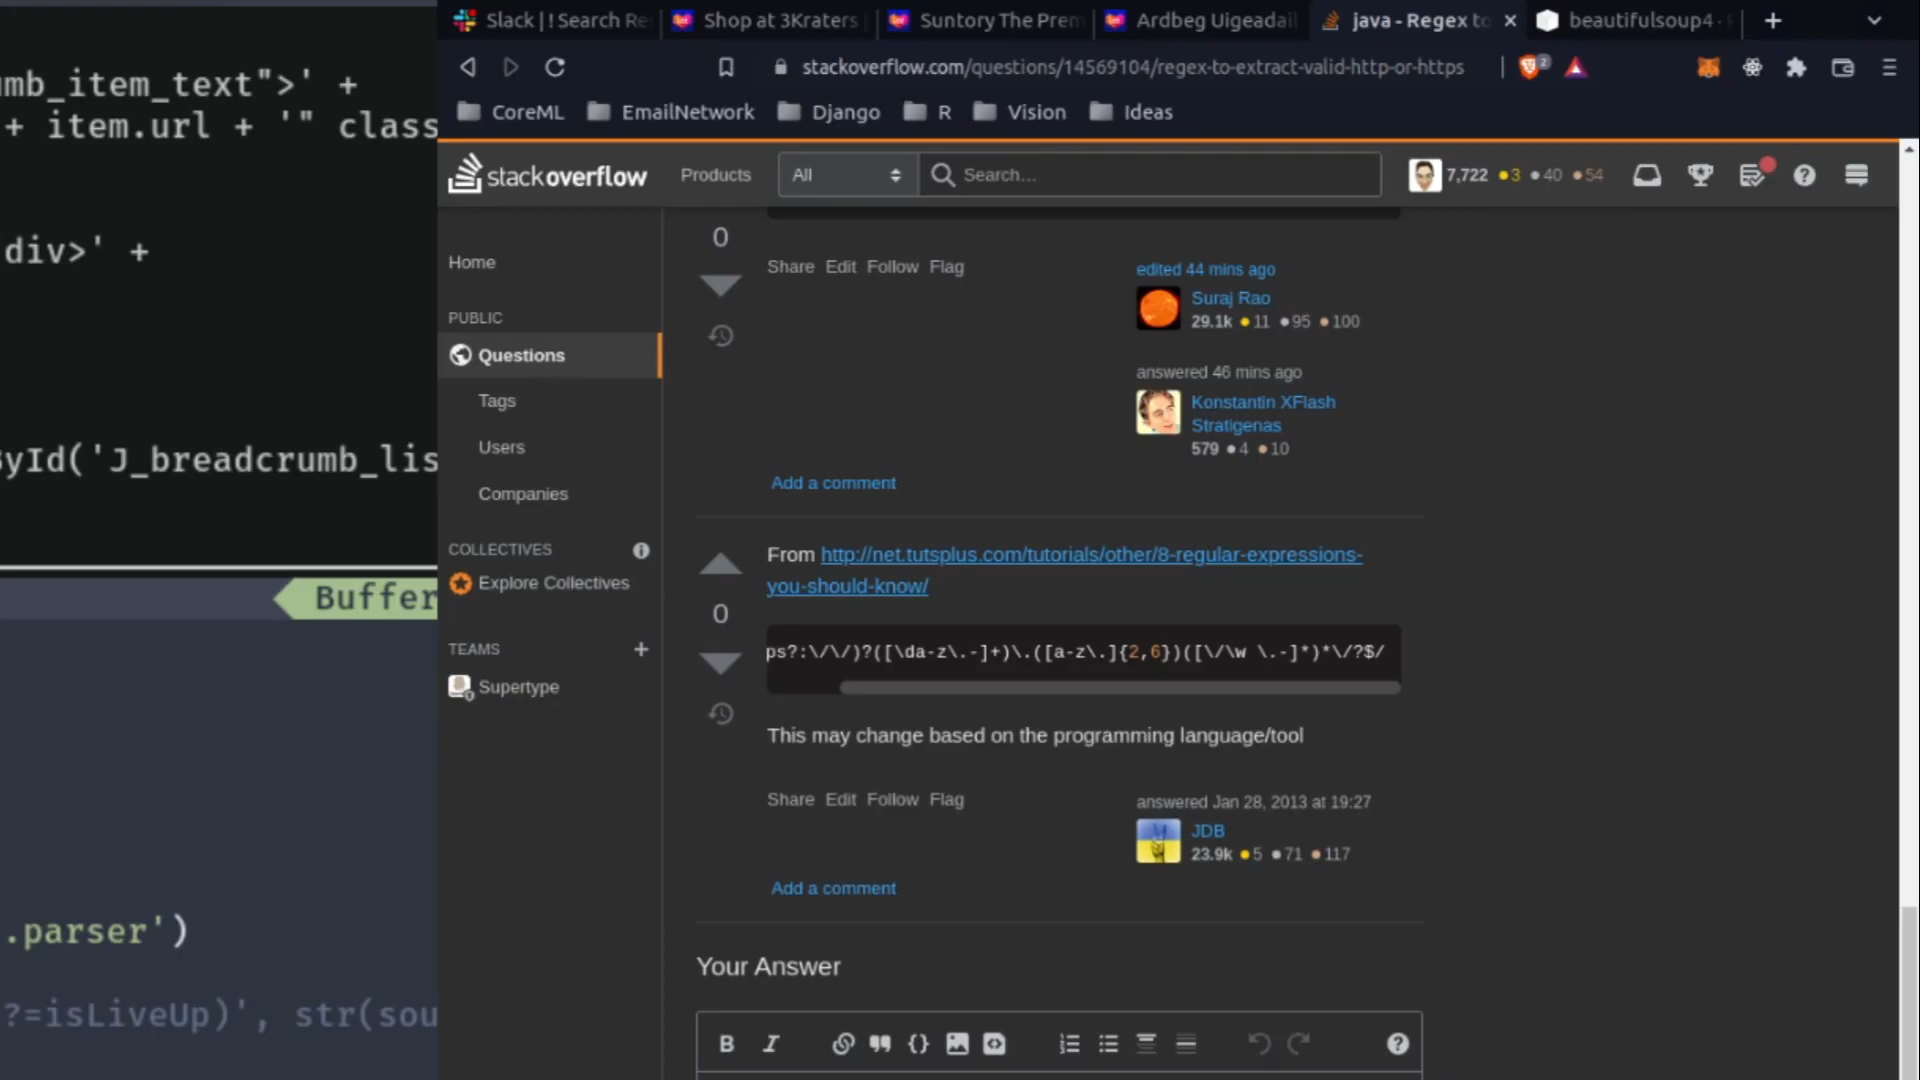 Slack | ! Search Re
Shop at 3Kraters
Suntory The Prem
Ardbeg Uigeadail
java - Regex to
beautifulsoup4 ·
stackoverflow.com/questions/14569104/regex-to-extract-valid-http-or-https
2
CoreML
EmailNetwork
Django
R
Vision
Ideas
mb_item_text">' +
+ item.url + '" class
div>' +
yId('J_breadcrumb_lis
Buffer
.parser')
?=isLiveUp)', str(sou
stackoverflow
Products
All
Search...
7,722 3 40 54
Home
PUBLIC
Questions
Tags
Users
Companies
COLLECTIVES
Explore Collectives
TEAMS
Supertype
0
Share Edit Follow Flag
edited 44 mins ago
Suraj Rao
29.1k 11 95 100
answered 46 mins ago
Konstantin XFlash
Stratigenas
579 4 10
Add a comment
From http://net.tutsplus.com/tutorials/other/8-regular-expressions-
you-should-know/
0
ps?:\/\/)?([\da-z\.-]+)\.([a-z\.]{2,6})([\/\w \.-]*)*\/?$/
This may change based on the programming language/tool
Share Edit Follow Flag
answered Jan 28, 2013 at 19:27
JDB
23.9k 5 71 117
Add a comment
Your Answer
B I